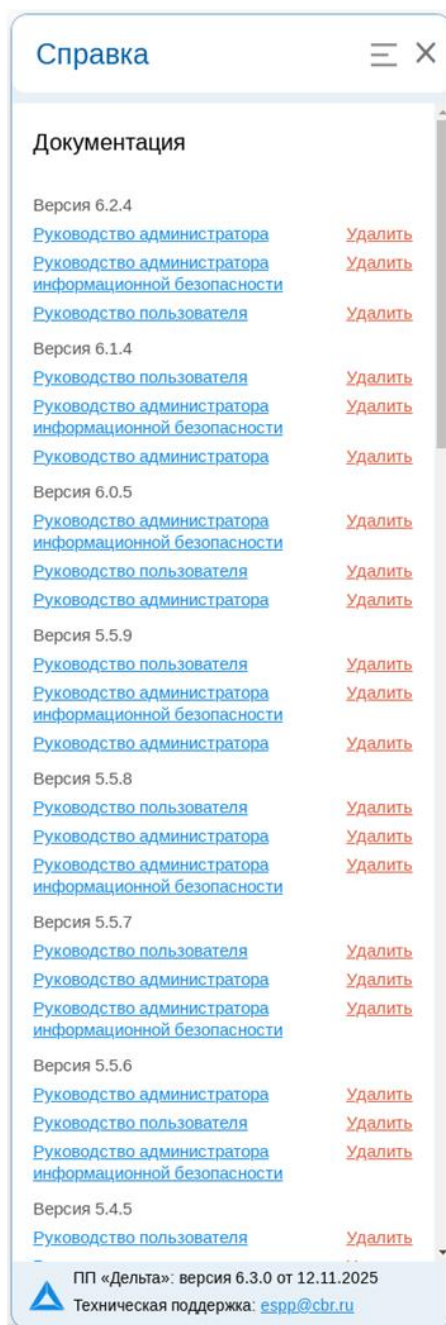 Справка
Документация
Версия 6.2.4
Руководство администратора Удалить
Руководство администратора Удалить
информационной безопасности
Руководство пользователя Удалить
Версия 6.1.4
Руководство пользователя Удалить
Руководство администратора Удалить
информационной безопасности
Руководство администратора Удалить
Версия 6.0.5
Руководство администратора Удалить
информационной безопасности
Руководство пользователя Удалить
Руководство администратора Удалить
Версия 5.5.9
Руководство пользователя Удалить
Руководство администратора Удалить
информационной безопасности
Руководство администратора Удалить
Версия 5.5.8
Руководство пользователя Удалить
Руководство администратора Удалить
Руководство администратора Удалить
информационной безопасности
Версия 5.5.7
Руководство пользователя Удалить
Руководство администратора Удалить
Руководство администратора Удалить
информационной безопасности
Версия 5.5.6
Руководство администратора Удалить
Руководство пользователя Удалить
Руководство администратора Удалить
информационной безопасности
Версия 5.4.5
Руководство пользователя Удалить
ПП «Дельта»: версия 6.3.0 от 12.11.2025
Техническая поддержка: espp@cbr.ru